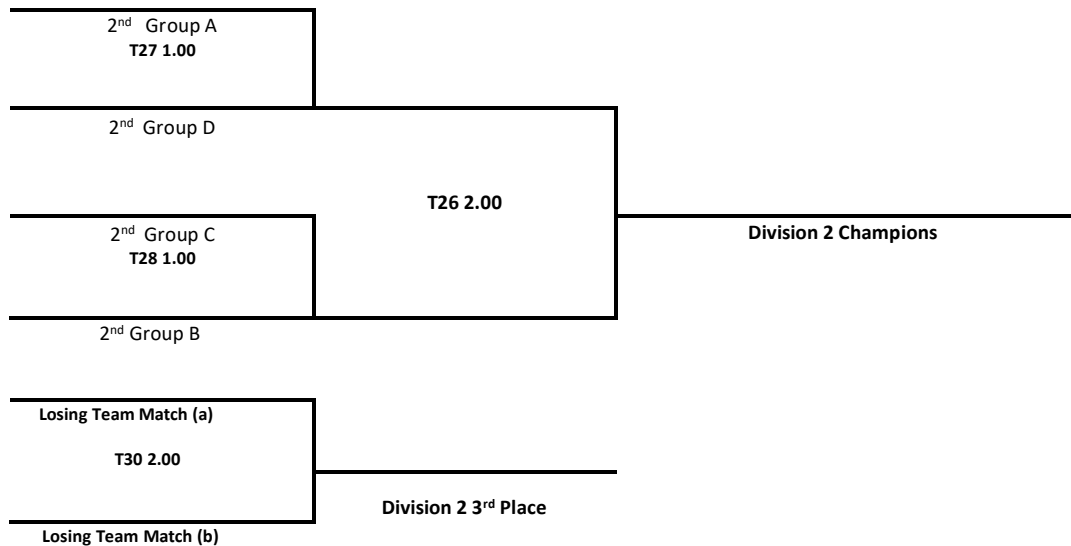 2nd Group A
T27 1.00
2nd Group D
T26 2.00
2nd Group C
T28 1.00
Division 2 Champions
2nd Group B
Losing Team Match (a)
T30 2.00
Division 2 3rd Place
Losing Team Match (b)